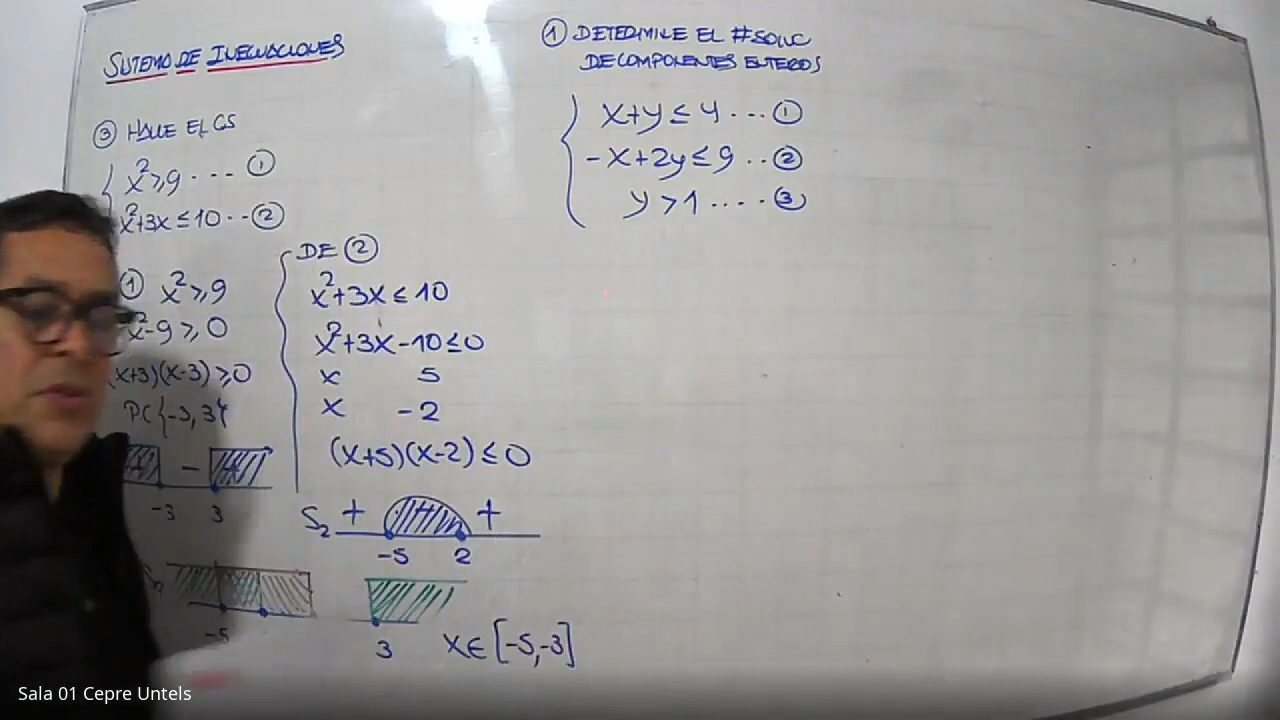 SISTEMA DE INECUACIONES
③ HALLE EL CS
x²≥9 ---- ①
x²+3x ≤ 10 -- ②
① x²≥9
x²-9≥0
(x+3)(x-3)≥0
PC{-3,3}
-
-3 3
DE ②
x²+3x ≤ 10
x²+3x-10≤0
x 5
x -2
(x+5)(x-2)≤0
S₂ + +
-5 2
-5
3
x∈[-5,-3]
① DETERMINE EL #SOLUC
DE COMPONENTES ENTEROS
x+y ≤ 4 ---- ①
-x+2y ≤ 9 -- ②
y > 1 ---- ③
Sala 01 Cepre Untels